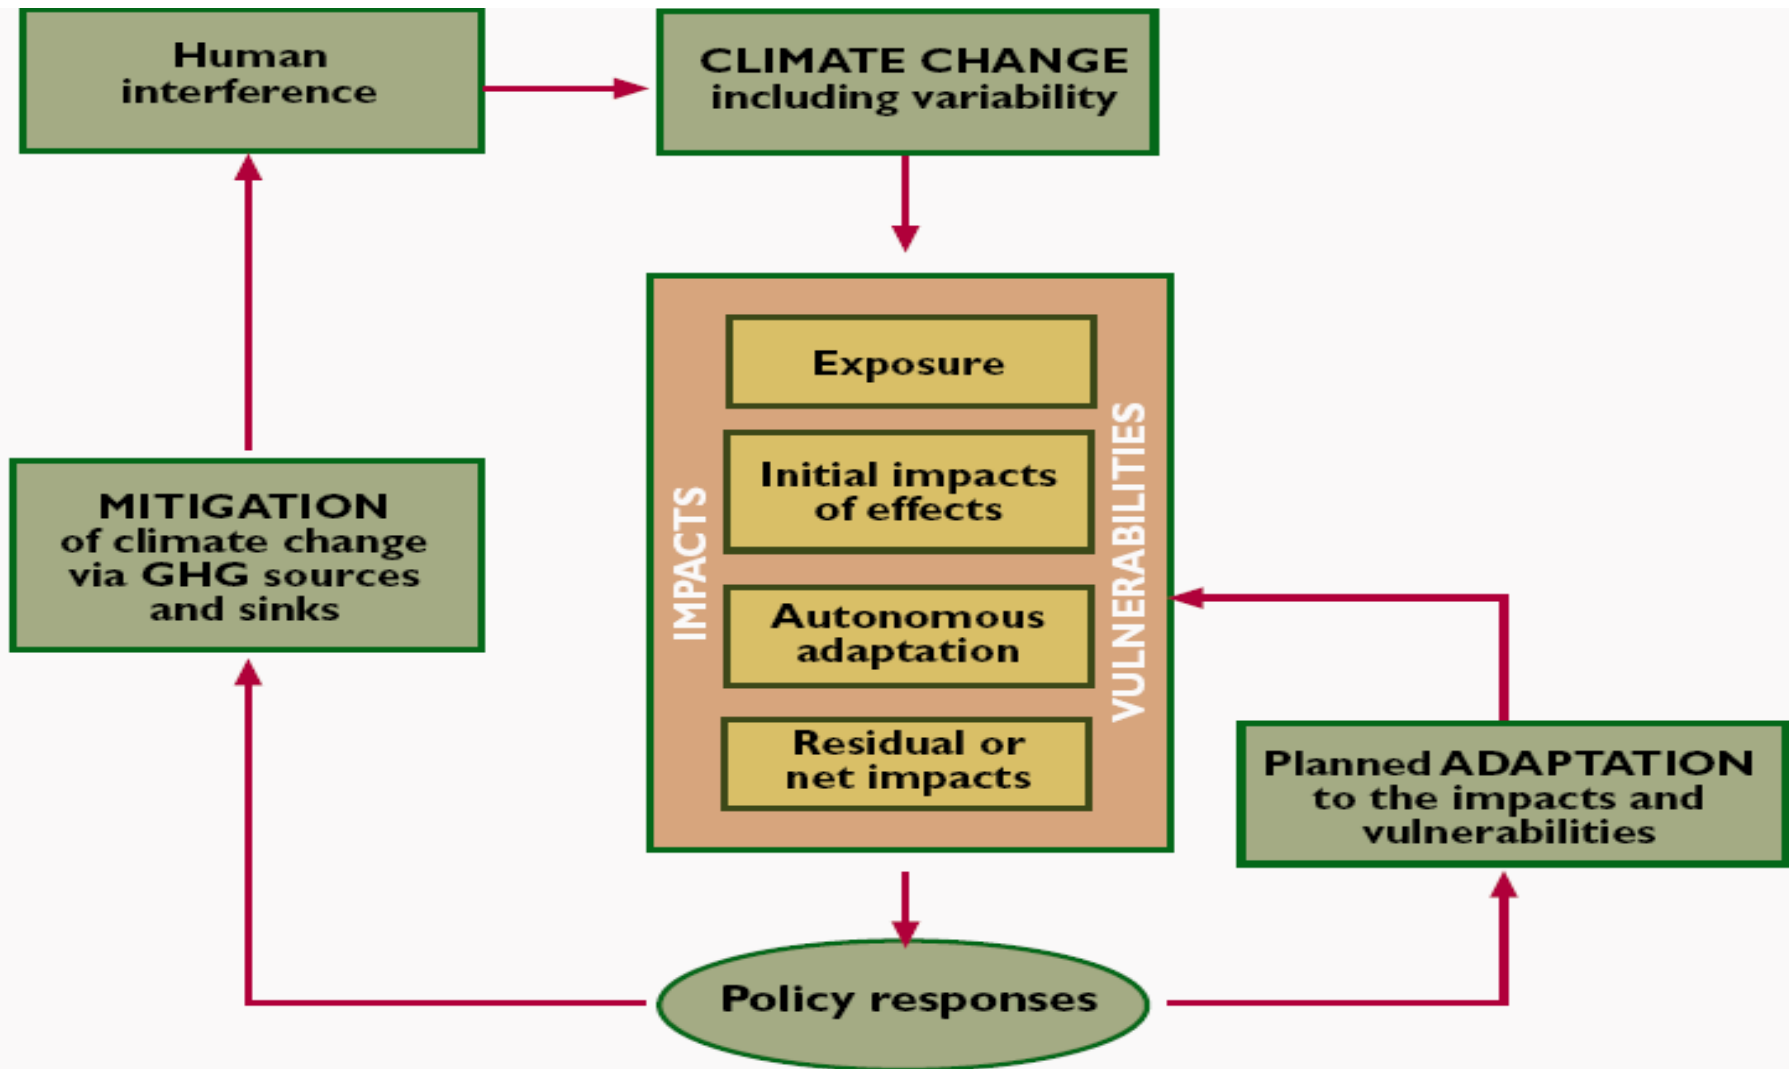 Human
interference
CLIMATE CHANGE
including variability
IMPACTS
Exposure
Initial impacts
of effects
Autonomous
adaptation
Residual or
net impacts
VULNERABILITIES
MITIGATION
of climate change
via GHG sources
and sinks
Planned ADAPTATION
to the impacts and
vulnerabilities
Policy responses